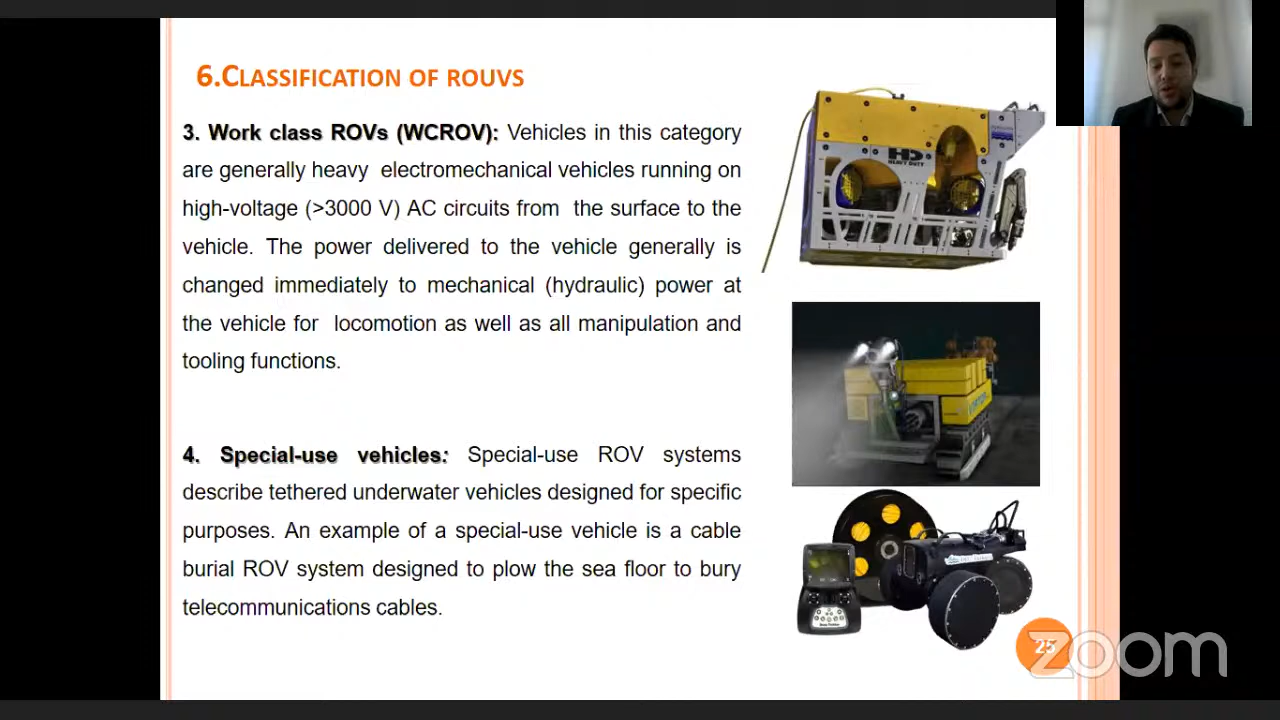 6.CLASSIFICATION OF ROUVS
3. Work class ROVs (WCROV): Vehicles in this category
are generally heavy electromechanical vehicles running on
high-voltage (>3000 V) AC circuits from the surface to the
vehicle. The power delivered to the vehicle generally is
changed immediately to mechanical (hydraulic) power at
the vehicle for locomotion as well as all manipulation and
tooling functions.
4. Special-use vehicles: Special-use ROV systems
describe tethered underwater vehicles designed for specific
purposes. An example of a special-use vehicle is a cable
burial ROV system designed to plow the sea floor to bury
telecommunications cables.
HD
HEAVY DUTY
25
zoom